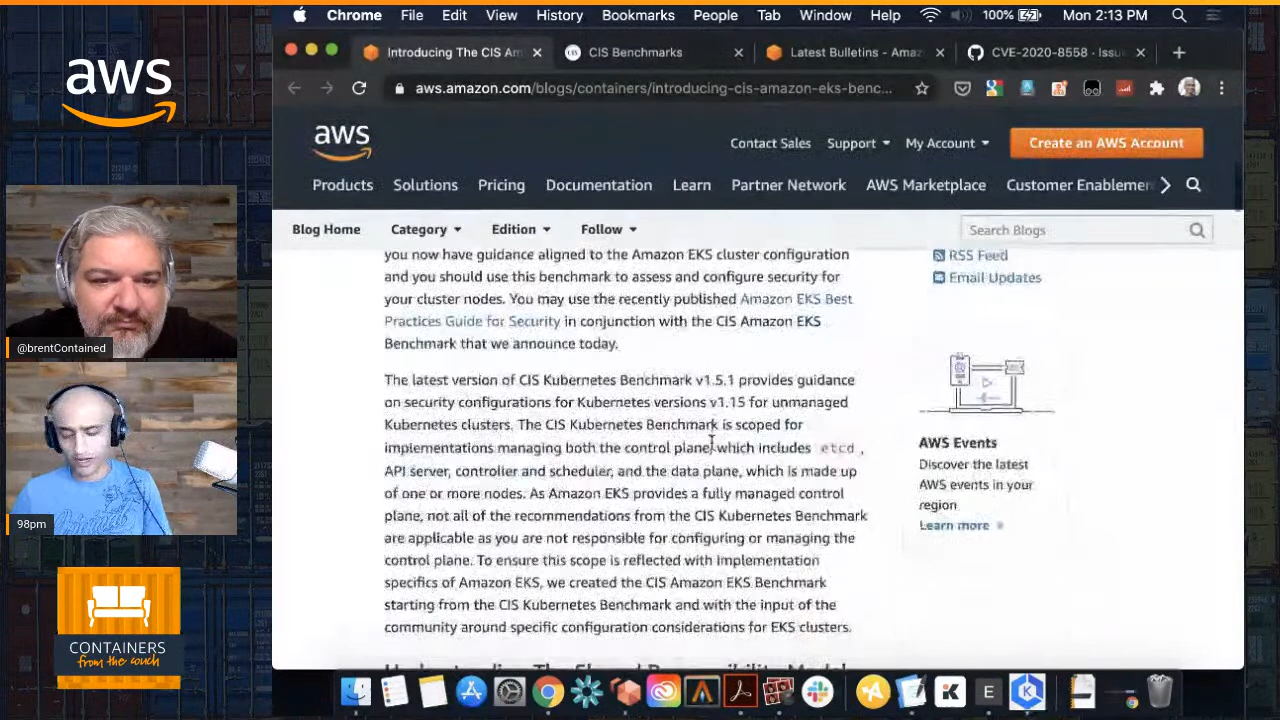 Chrome File Edit View History Bookmarks People Tab Window Help 100% Mon 2:13 PM
Introducing The CIS Am
CIS Benchmarks
Latest Bulletins - Amaz
CVE-2020-8558 - Issu
aws.amazon.com/blogs/containers/introducing-cis-amazon-eks-benc...
aws
aws
Contact Sales Support My Account Create an AWS Account
Products Solutions Pricing Documentation Learn Partner Network AWS Marketplace Customer Enablemen
Blog Home Category Edition Follow Search Blogs
you now have guidance aligned to the Amazon EKS cluster configuration
and you should use this benchmark to assess and configure security for
your cluster nodes. You may use the recently published Amazon EKS Best
Practices Guide for Security in conjunction with the CIS Amazon EKS
Benchmark that we announce today.
The latest version of CIS Kubernetes Benchmark v1.5.1 provides guidance
on security configurations for Kubernetes versions v1.15 for unmanaged
Kubernetes clusters. The CIS Kubernetes Benchmark is scoped for
implementations managing both the control plane, which includes etcd ,
API server, controller and scheduler, and the data plane, which is made up
of one or more nodes. As Amazon EKS provides a fully managed control
plane, not all of the recommendations from the CIS Kubernetes Benchmark
are applicable as you are not responsible for configuring or managing the
control plane. To ensure this scope is reflected with implementation
specifics of Amazon EKS, we created the CIS Amazon EKS Benchmark
starting from the CIS Kubernetes Benchmark and with the input of the
community around specific configuration considerations for EKS clusters.
RSS Feed
Email Updates
AWS Events
Discover the latest
AWS events in your
region
Learn more »
@brentContained
98pm
CONTAINERS
from the couch